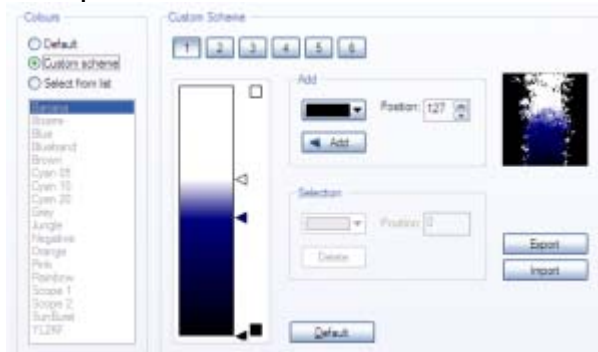 Colours
Default
Custom scheme
Select from list
Banana
Bizarre
Blue
Blueband
Brown
Cyan 05
Cyan 10
Cyan 20
Grey
Jungle
Negative
Orange
Pink
Rainbow
Scope 1
Scope 2
SunBurst
YL2KF
Custom Scheme
1 2 3 4 5 6
Add
Position: 127
Add
Selection
Position: 0
Delete
Export
Import
Default